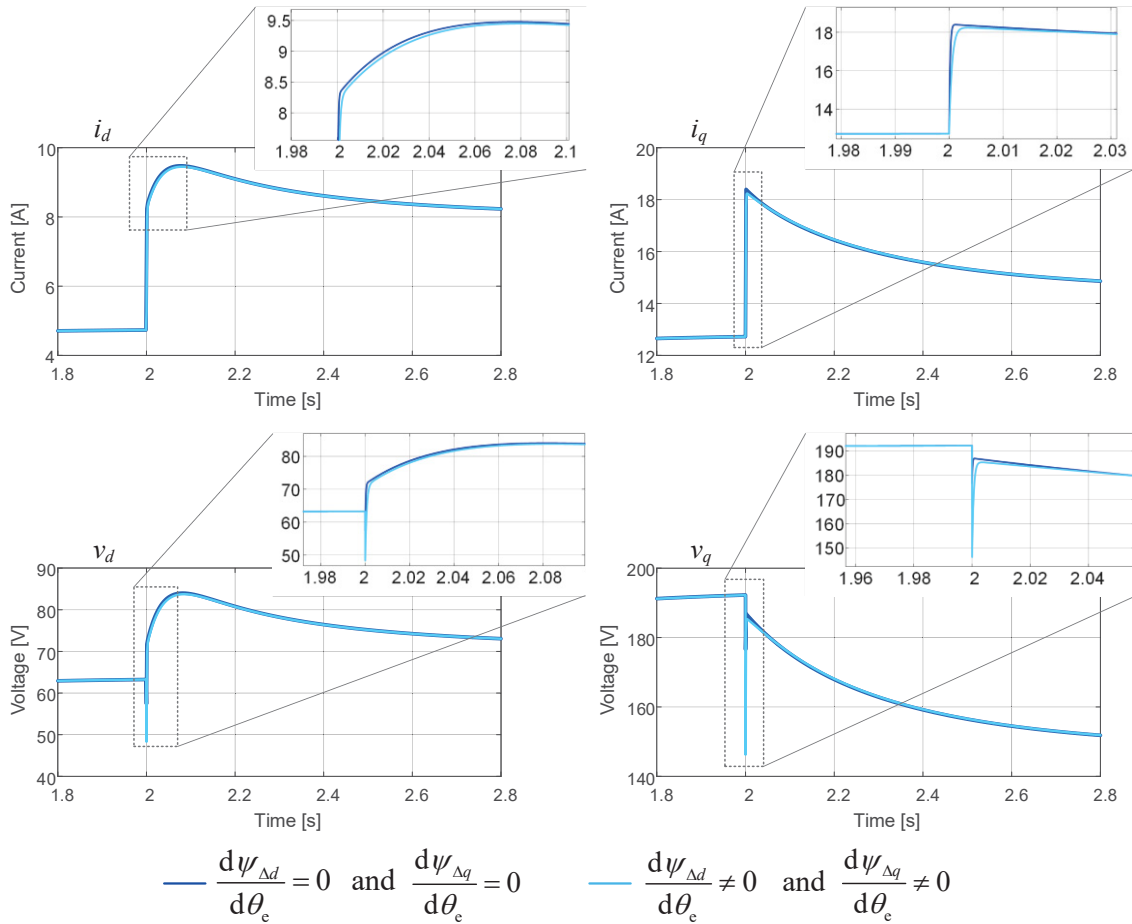 9.5
9
8.5
8
1.98 2 2.02 2.04 2.06 2.08 2.1
18
16
14
1.979 1.99 2 2.01 2.02 2.03
i_d
10
8
6
4
Current [A]
1.8 2 2.2 2.4 2.6 2.8
Time [s]
i_q
20
18
16
14
12
Current [A]
1.8 2 2.2 2.4 2.6 2.8
Time [s]
80
70
60
50
1.98 2 2.02 2.04 2.06 2.08
190
180
170
160
150
1.96 1.98 2 2.02 2.04
v_d
90
80
70
60
50
40
Voltage [V]
1.8 2 2.2 2.4 2.6 2.8
Time [s]
v_q
200
180
160
140
Voltage [V]
1.8 2 2.2 2.4 2.6 2.8
Time [s]
dψ_Δd/dθ_e = 0 and dψ_Δq/dθ_e = 0
dψ_Δd/dθ_e ≠ 0 and dψ_Δq/dθ_e ≠ 0